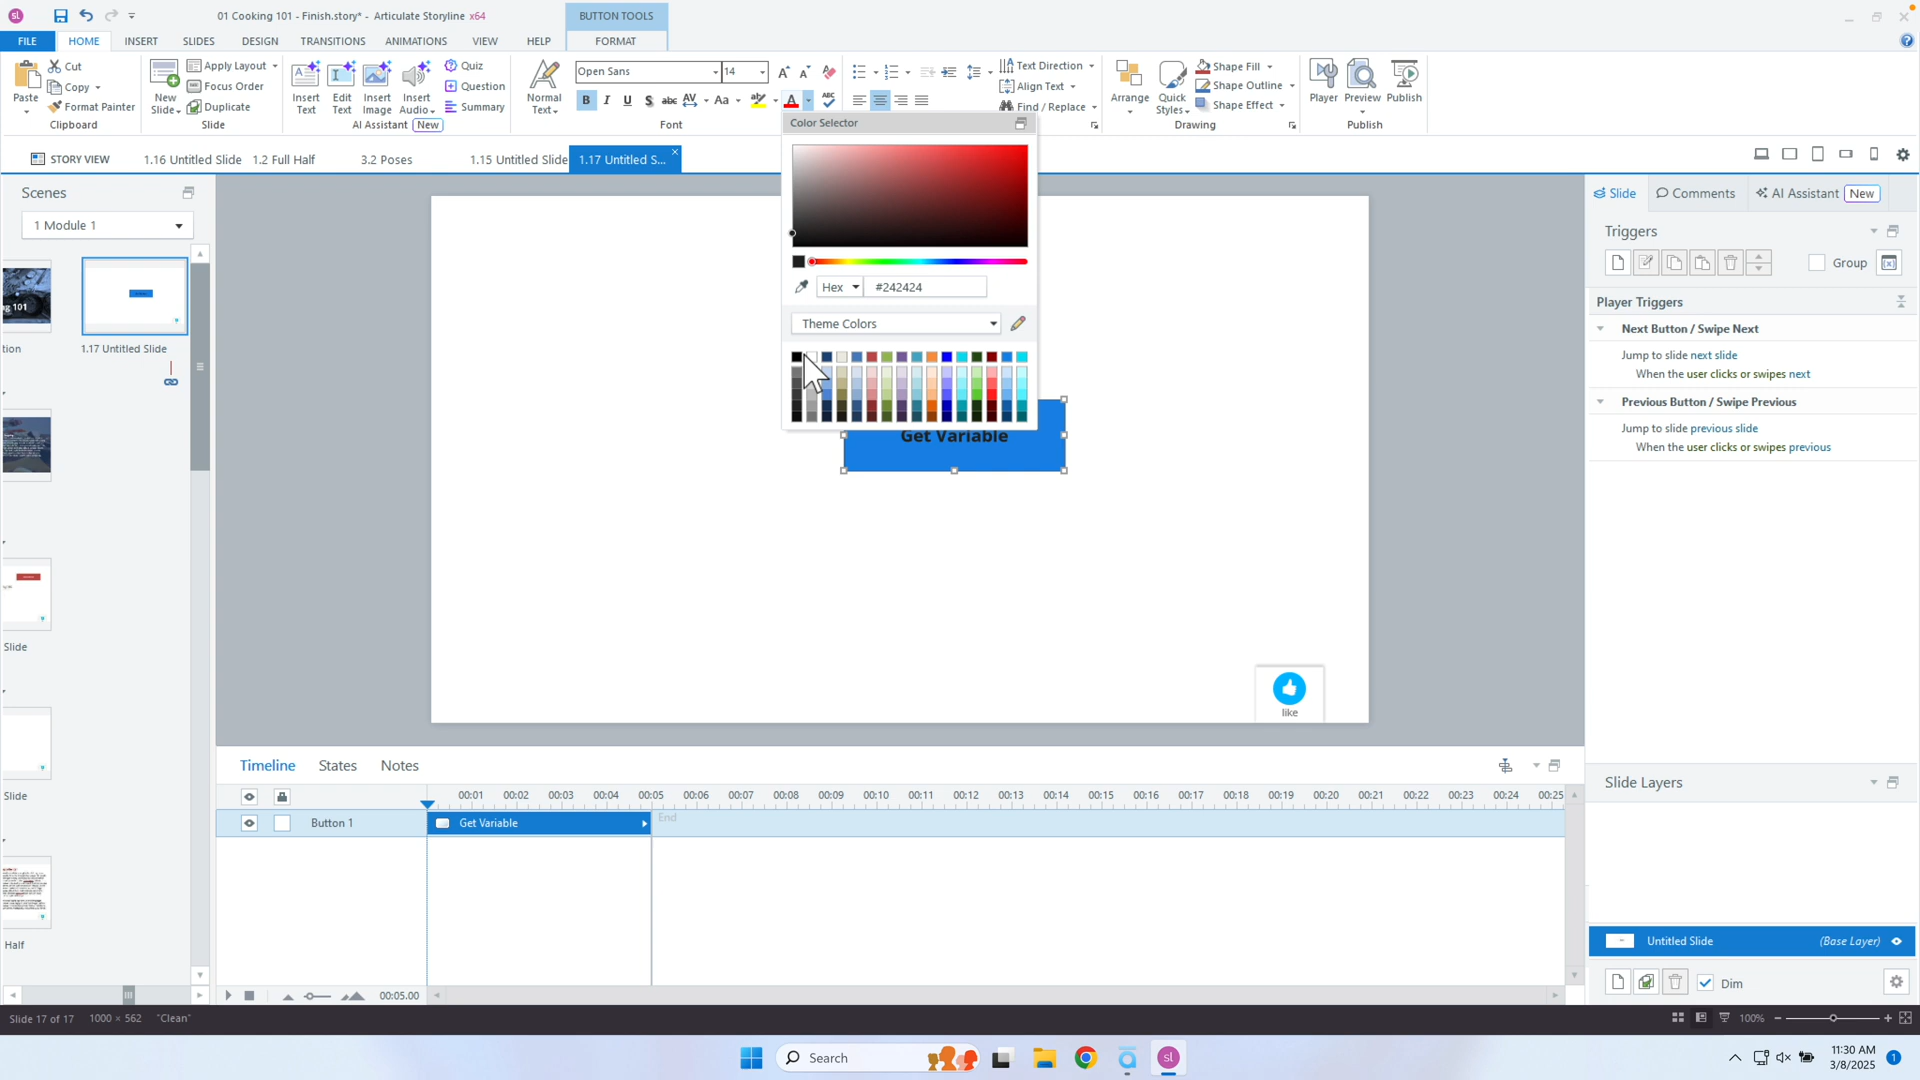 01 Cooking 101 - Finish.story* - Articulate Storyline x64
BUTTON TOOLS
FILE HOME INSERT SLIDES DESIGN TRANSITIONS ANIMATIONS VIEW HELP FORMAT
Paste
Cut
Copy
Format Painter
Clipboard
New Slide
Apply Layout
Focus Order
Duplicate
Slide
Insert Text
Edit Text
Insert Image
Insert Audio
Quiz
Question
Summary
AI Assistant New
Normal Text
Open Sans 14
B I U S abc AV Aa ab A ABC
Font
Text Direction
Align Text
Find / Replace
Arrange
Quick Styles
Shape Fill
Shape Outline
Shape Effect
Drawing
Player
Preview
Publish
Publish
STORY VIEW 1.16 Untitled Slide 1.2 Full Half 3.2 Poses 1.15 Untitled Slide 1.17 Untitled S...
Scenes
1 Module 1
g 101
tion
1.17 Untitled Slide
Slide
Slide
Half
Color Selector
Hex #242424
Theme Colors
Get Variable
like
Slide Comments AI Assistant New
Triggers
Group
Player Triggers
Next Button / Swipe Next
Jump to slide next slide
When the user clicks or swipes next
Previous Button / Swipe Previous
Jump to slide previous slide
When the user clicks or swipes previous
Slide Layers
Untitled Slide (Base Layer)
Dim
Timeline States Notes
00:01 00:02 00:03 00:04 00:05 00:06 00:07 00:08 00:09 00:10 00:11 00:12 00:13 00:14 00:15 00:16 00:17 00:18 00:19 00:20 00:21 00:22 00:23 00:24 00:25
Button 1 Get Variable End
00:05.00
Slide 17 of 17 1000 × 562 "Clean" 100%
Search
sl
11:30 AM
3/8/2025
1